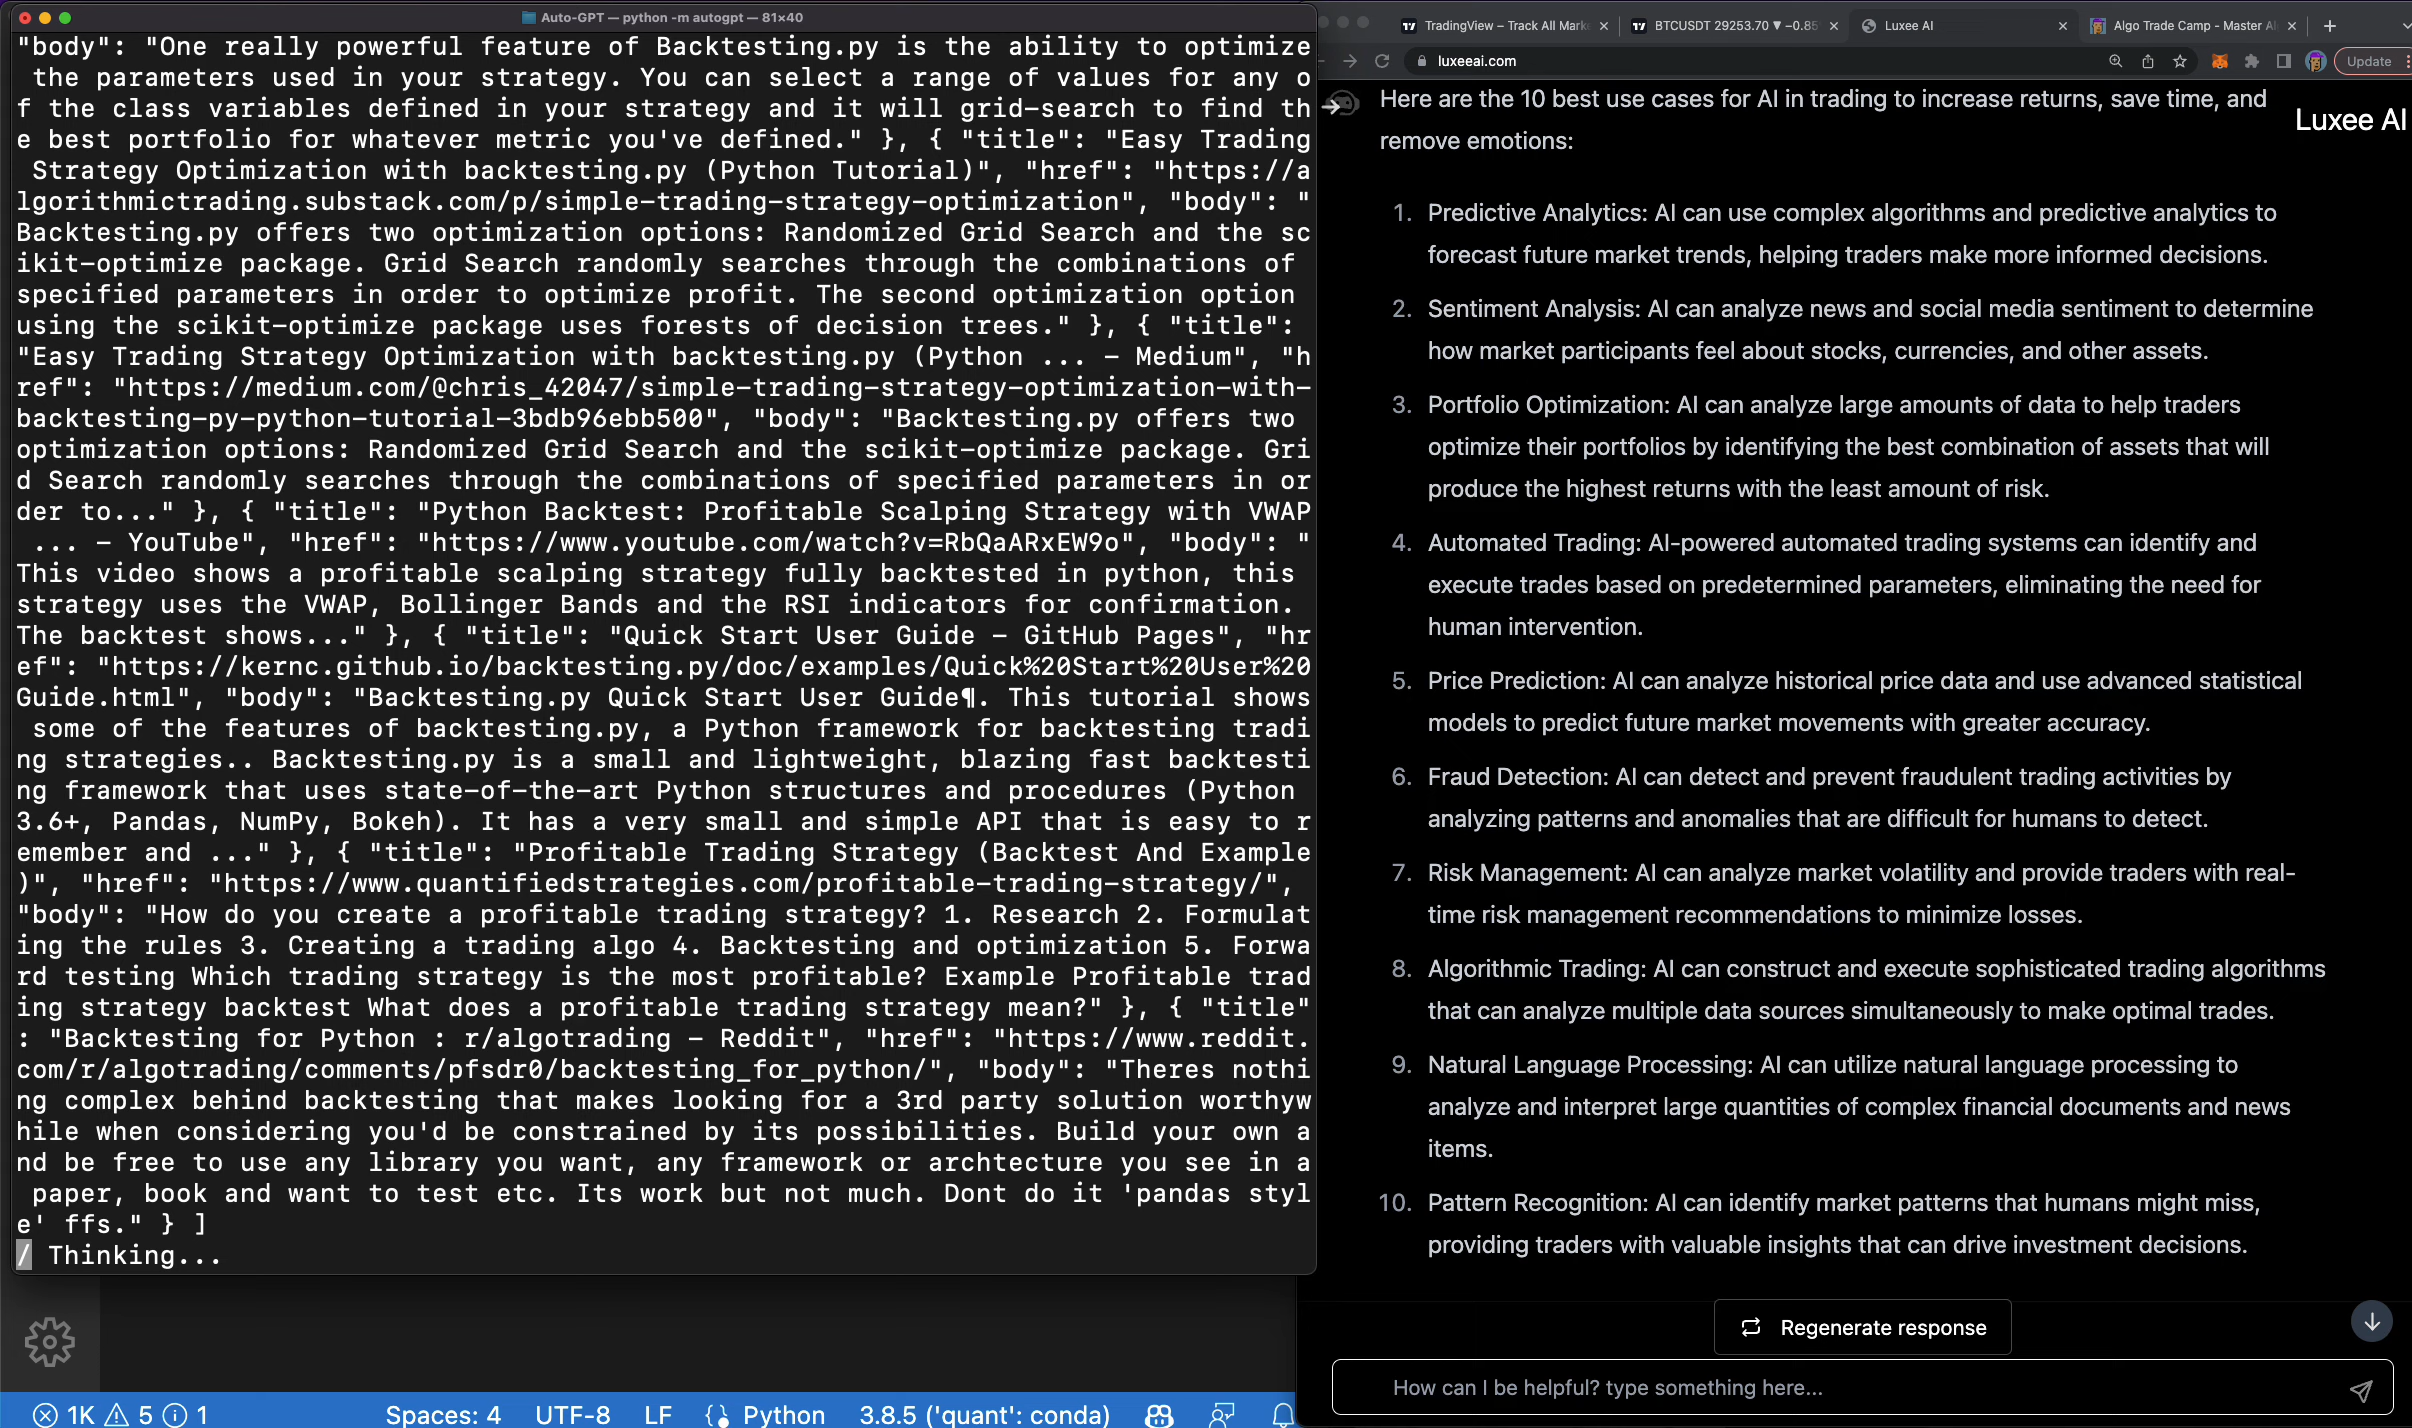 Auto-GPT — python -m autogpt — 81×40
"body": "One really powerful feature of Backtesting.py is the ability to optimize
the parameters used in your strategy. You can select a range of values for any o
f the class variables defined in your strategy and it will grid-search to find th
e best portfolio for whatever metric you've defined." }, { "title": "Easy Trading
Strategy Optimization with backtesting.py (Python Tutorial)", "href": "https://a
lgorithmictrading.substack.com/p/simple-trading-strategy-optimization", "body": "
Backtesting.py offers two optimization options: Randomized Grid Search and the sc
ikit-optimize package. Grid Search randomly searches through the combinations of
specified parameters in order to optimize profit. The second optimization option
using the scikit-optimize package uses forests of decision trees." }, { "title":
"Easy Trading Strategy Optimization with backtesting.py (Python ... - Medium", "h
ref": "https://medium.com/@chris_42047/simple-trading-strategy-optimization-with-
backtesting-py-python-tutorial-3bdb96ebb500", "body": "Backtesting.py offers two
optimization options: Randomized Grid Search and the scikit-optimize package. Gri
d Search randomly searches through the combinations of specified parameters in or
der to..." }, { "title": "Python Backtest: Profitable Scalping Strategy with VWAP
... - YouTube", "href": "https://www.youtube.com/watch?v=RbQaARxEW9o", "body": "
This video shows a profitable scalping strategy fully backtested in python, this
strategy uses the VWAP, Bollinger Bands and the RSI indicators for confirmation.
The backtest shows..." }, { "title": "Quick Start User Guide - GitHub Pages", "hr
ef": "https://kernc.github.io/backtesting.py/doc/examples/Quick%20Start%20User%20
Guide.html", "body": "Backtesting.py Quick Start User Guide¶. This tutorial shows
some of the features of backtesting.py, a Python framework for backtesting tradi
ng strategies.. Backtesting.py is a small and lightweight, blazing fast backtesti
ng framework that uses state-of-the-art Python structures and procedures (Python
3.6+, Pandas, NumPy, Bokeh). It has a very small and simple API that is easy to r
emember and ..." }, { "title": "Profitable Trading Strategy (Backtest And Example
)", "href": "https://www.quantifiedstrategies.com/profitable-trading-strategy/",
"body": "How do you create a profitable trading strategy? 1. Research 2. Formulat
ing the rules 3. Creating a trading algo 4. Backtesting and optimization 5. Forwa
rd testing Which trading strategy is the most profitable? Example Profitable trad
ing strategy backtest What does a profitable trading strategy mean?" }, { "title"
: "Backtesting for Python : r/algotrading - Reddit", "href": "https://www.reddit.
com/r/algotrading/comments/pfsdr0/backtesting_for_python/", "body": "Theres nothi
ng complex behind backtesting that makes looking for a 3rd party solution worthyw
hile when considering you'd be constrained by its possibilities. Build your own a
nd be free to use any library you want, any framework or archtecture you see in a
paper, book and want to test etc. Its work but not much. Dont do it 'pandas styl
e' ffs." } ]
/ Thinking...
1K 5 1 Spaces: 4 UTF-8 LF Python 3.8.5 ('quant': conda)
TradingView – Track All Mark BTCUSDT 29253.70 ▼ −0.85 Luxee AI Algo Trade Camp - Master Al
luxeeai.com Update
Luxee AI
Here are the 10 best use cases for AI in trading to increase returns, save time, and
remove emotions:
1. Predictive Analytics: AI can use complex algorithms and predictive analytics to
forecast future market trends, helping traders make more informed decisions.
2. Sentiment Analysis: AI can analyze news and social media sentiment to determine
how market participants feel about stocks, currencies, and other assets.
3. Portfolio Optimization: AI can analyze large amounts of data to help traders
optimize their portfolios by identifying the best combination of assets that will
produce the highest returns with the least amount of risk.
4. Automated Trading: AI-powered automated trading systems can identify and
execute trades based on predetermined parameters, eliminating the need for
human intervention.
5. Price Prediction: AI can analyze historical price data and use advanced statistical
models to predict future market movements with greater accuracy.
6. Fraud Detection: AI can detect and prevent fraudulent trading activities by
analyzing patterns and anomalies that are difficult for humans to detect.
7. Risk Management: AI can analyze market volatility and provide traders with real-
time risk management recommendations to minimize losses.
8. Algorithmic Trading: AI can construct and execute sophisticated trading algorithms
that can analyze multiple data sources simultaneously to make optimal trades.
9. Natural Language Processing: AI can utilize natural language processing to
analyze and interpret large quantities of complex financial documents and news
items.
10. Pattern Recognition: AI can identify market patterns that humans might miss,
providing traders with valuable insights that can drive investment decisions.
Regenerate response
How can I be helpful? type something here...